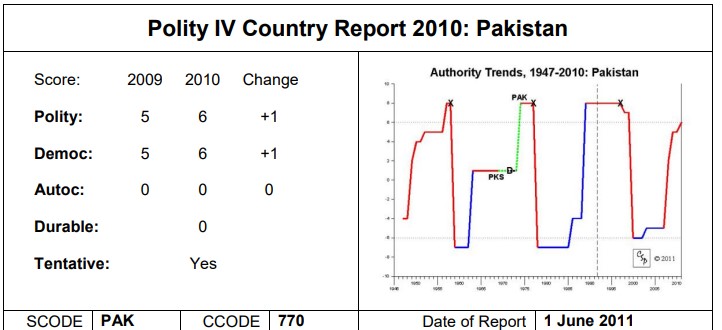 Polity IV Country Report 2010: Pakistan
Score: 2009 2010 Change
Polity: 5 6 +1
Democ: 5 6 +1
Autoc: 0 0 0
Durable: 0
Tentative: Yes
Authority Trends, 1947-2010: Pakistan
10
8
6
4
2
0
-2
-4
-6
-8
-10
X
PAK
X
X
PKS
D
CSP © 2011
1945 1950 1955 1960 1965 1970 1975 1980 1985 1990 1995 2000 2005 2010
SCODE PAK CCODE 770 Date of Report 1 June 2011